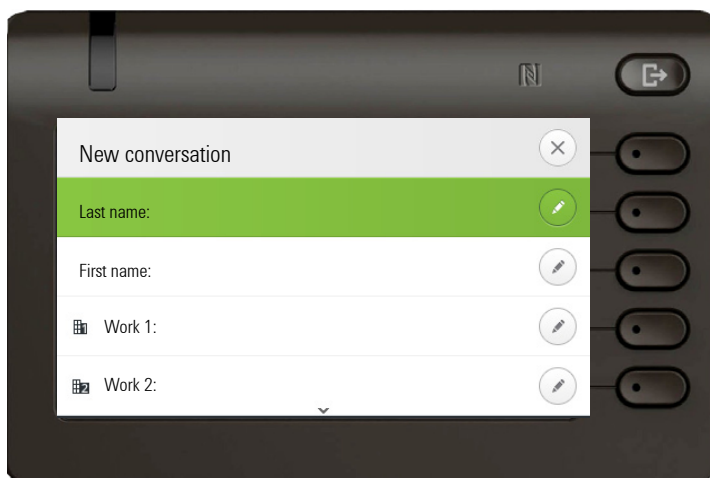 New conversation
Last name:
First name:
Work 1:
Work 2: